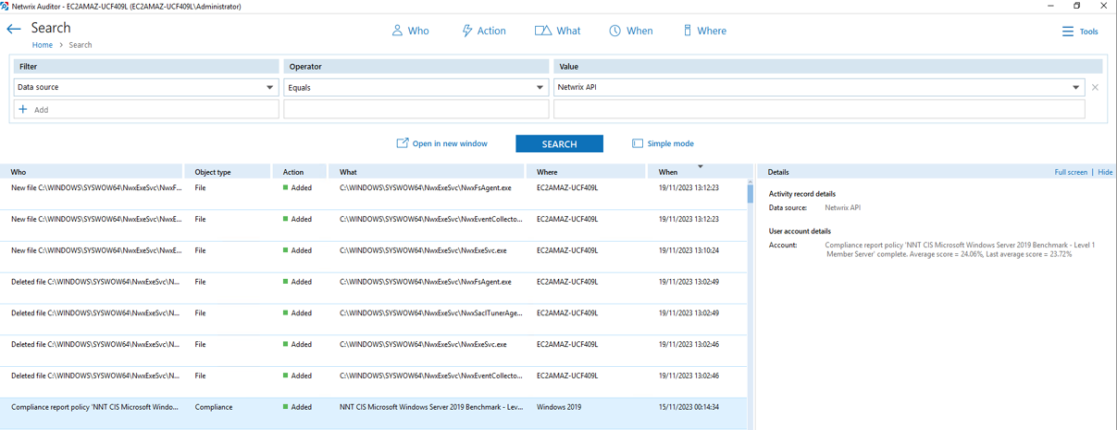 Netwrix Auditor - EC2AMAZ-UCF409L (EC2AMAZ-UCF409L\Administrator)
Search
Who
Action
What
When
Where
Tools
Home > Search
Filter
Operator
Value
Data source
Equals
Netwrix API
+ Add
Open in new window
SEARCH
Simple mode
Who
Object type
Action
What
Where
When
Details
Full screen | Hide
New file C:\WINDOWS\SYSWOW64\NwxExeSvc\NwxF...
File
Added
C:\WINDOWS\SYSWOW64\NwxExeSvc\NwxFsAgent.exe
EC2AMAZ-UCF409L
19/11/2023 13:12:23
New file C:\WINDOWS\SYSWOW64\NwxExeSvc\NwxE...
File
Added
C:\WINDOWS\SYSWOW64\NwxExeSvc\NwxEventCollecto...
EC2AMAZ-UCF409L
19/11/2023 13:12:23
New file C:\WINDOWS\SYSWOW64\NwxExeSvc\NwxE...
File
Added
C:\WINDOWS\SYSWOW64\NwxExeSvc\NwxExeSvc.exe
EC2AMAZ-UCF409L
19/11/2023 13:10:24
Deleted file C:\WINDOWS\SYSWOW64\NwxExeSvc\N...
File
Added
C:\WINDOWS\SYSWOW64\NwxExeSvc\NwxFsAgent.exe
EC2AMAZ-UCF409L
19/11/2023 13:02:49
Deleted file C:\WINDOWS\SYSWOW64\NwxExeSvc\N...
File
Added
C:\WINDOWS\SYSWOW64\NwxExeSvc\NwxSaclTunerAge...
EC2AMAZ-UCF409L
19/11/2023 13:02:49
Deleted file C:\WINDOWS\SYSWOW64\NwxExeSvc\N...
File
Added
C:\WINDOWS\SYSWOW64\NwxExeSvc\NwxExeSvc.exe
EC2AMAZ-UCF409L
19/11/2023 13:02:46
Deleted file C:\WINDOWS\SYSWOW64\NwxExeSvc\N...
File
Added
C:\WINDOWS\SYSWOW64\NwxExeSvc\NwxEventCollecto...
EC2AMAZ-UCF409L
19/11/2023 13:02:46
Compliance report policy 'NNT CIS Microsoft Windo...
Compliance
Added
NNT CIS Microsoft Windows Server 2019 Benchmark - Lev...
Windows 2019
15/11/2023 00:14:34
Activity record details
Data source: Netwrix API
User account details
Account: Compliance report policy 'NNT CIS Microsoft Windows Server 2019 Benchmark - Level 1
Member Server' complete. Average score = 24.06%, Last average score = 23.72%